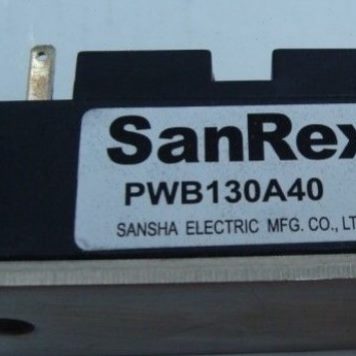 SanRex
PWB130A40
SANSHA ELECTRIC MFG. CO., LT